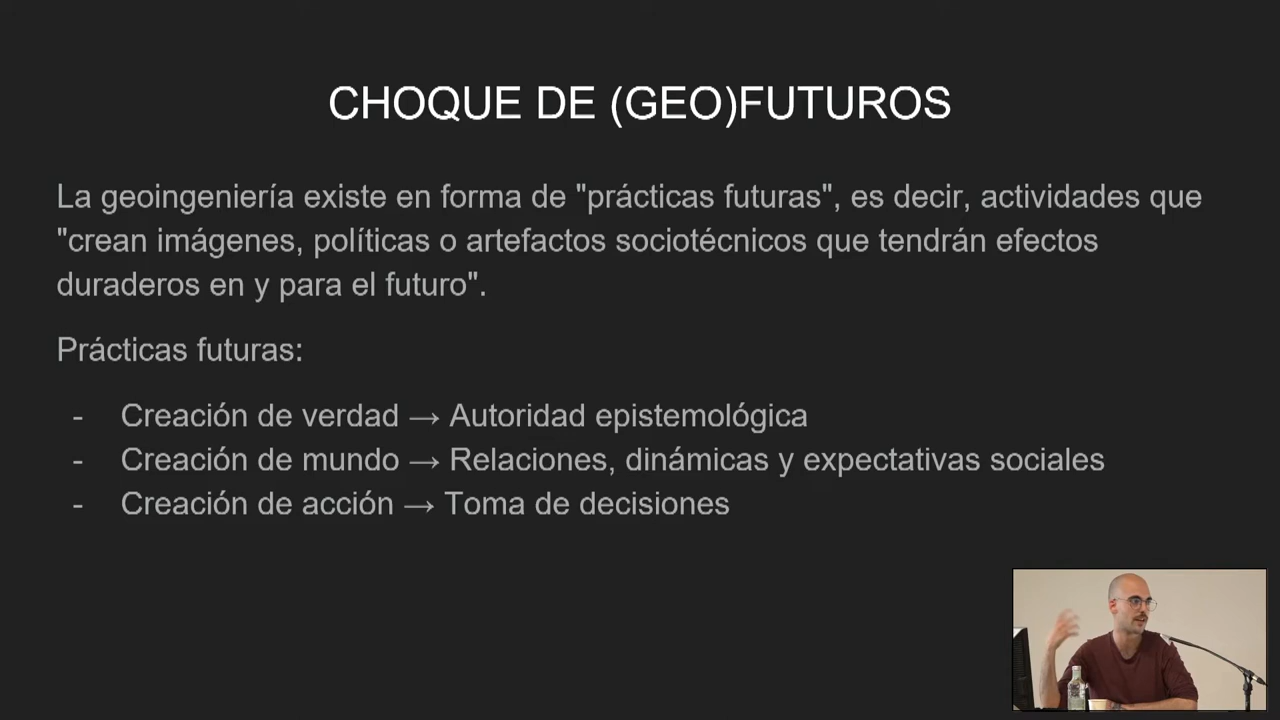 CHOQUE DE (GEO)FUTUROS
La geoingeniería existe en forma de "prácticas futuras", es decir, actividades que
"crean imágenes, políticas o artefactos sociotécnicos que tendrán efectos
duraderos en y para el futuro".
Prácticas futuras:
- Creación de verdad → Autoridad epistemológica
- Creación de mundo → Relaciones, dinámicas y expectativas sociales
- Creación de acción → Toma de decisiones